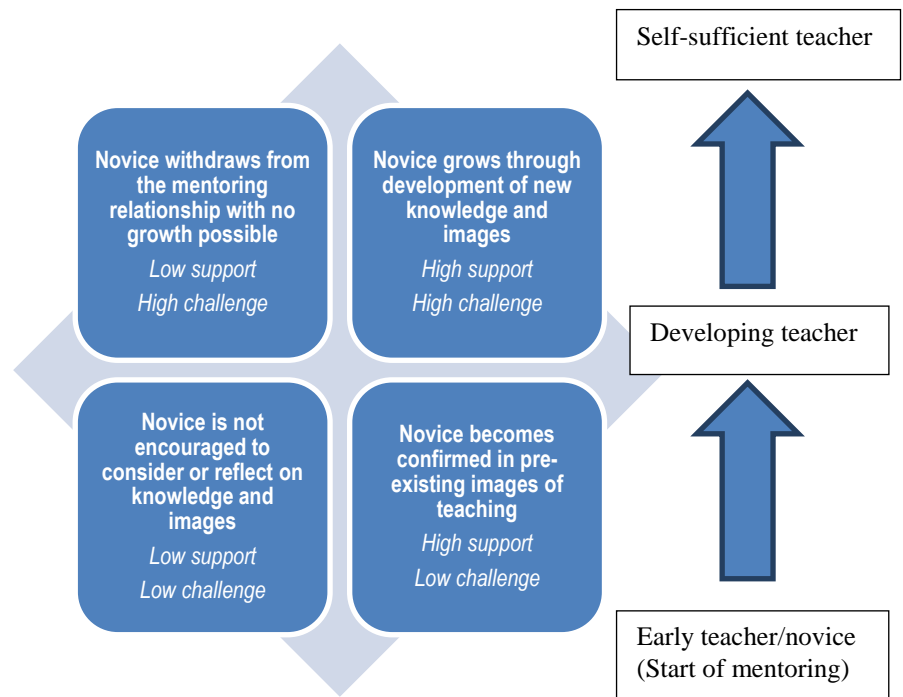 Novice withdraws from
the mentoring
relationship with no
growth possible
Low support
High challenge
Novice grows through
development of new
knowledge and
images
High support
High challenge
Novice is not
encouraged to
consider or reflect on
knowledge and
images
Low support
Low challenge
Novice becomes
confirmed in pre-
existing images of
teaching
High support
Low challenge
Self-sufficient teacher
Developing teacher
Early teacher/novice
(Start of mentoring)